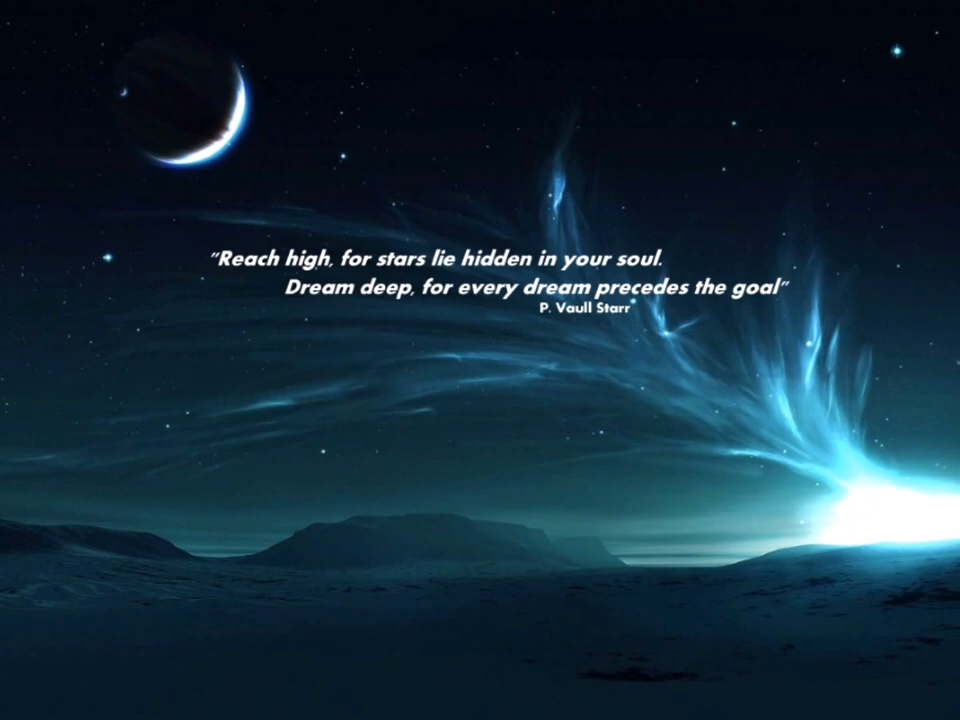 "Reach high, for stars lie hidden in your soul.
Dream deep, for every dream precedes the goal"
P. Vaull Starr